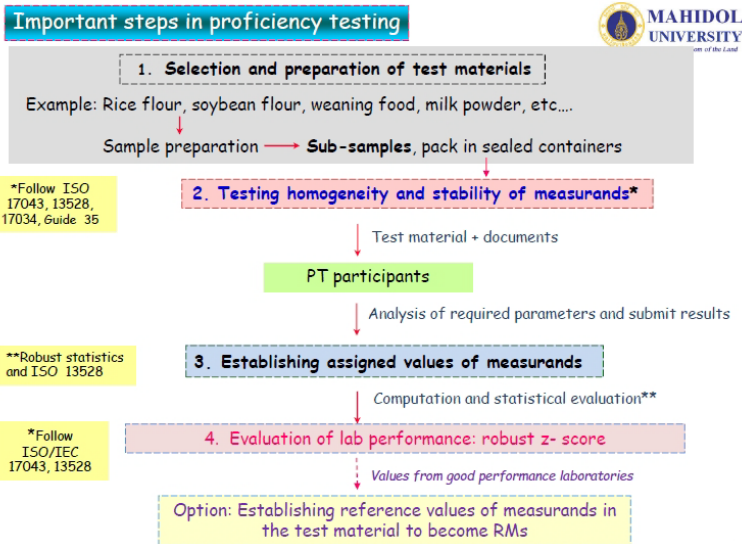 Important steps in proficiency testing
MAHIDOL
UNIVERSITY
om of the Land
1. Selection and preparation of test materials
Example: Rice flour, soybean flour, weaning food, milk powder, etc….
Sample preparation
Sub-samples, pack in sealed containers
*Follow ISO
17043, 13528,
17034, Guide 35
2. Testing homogeneity and stability of measurands*
Test material + documents
PT participants
Analysis of required parameters and submit results
**Robust statistics
and ISO 13528
3. Establishing assigned values of measurands
Computation and statistical evaluation**
*Follow
ISO/IEC
17043, 13528
4. Evaluation of lab performance: robust z- score
Values from good performance laboratories
Option: Establishing reference values of measurands in
the test material to become RMs